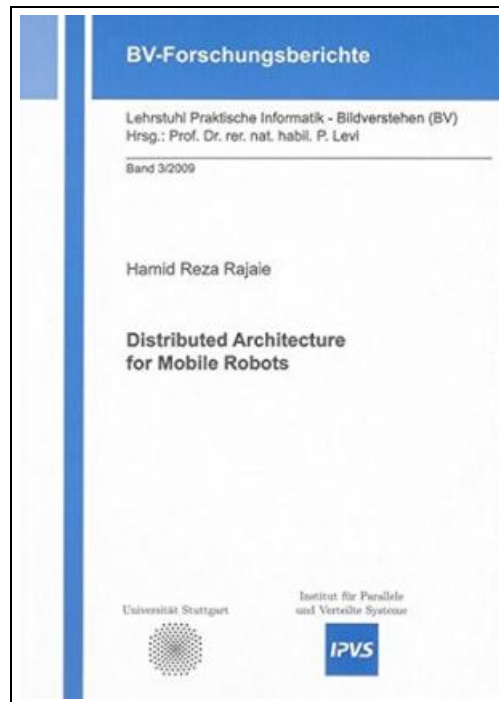 BV-Forschungsberichte
Lehrstuhl Praktische Informatik - Bildverstehen (BV)
Hrsg.: Prof. Dr. rer. nat. habil. P. Levi
Band 3/2009
Hamid Reza Rajaie
Distributed Architecture
for Mobile Robots
Universität Stuttgart
Institut für Parallele
und Verteilte Systeme
IPVS